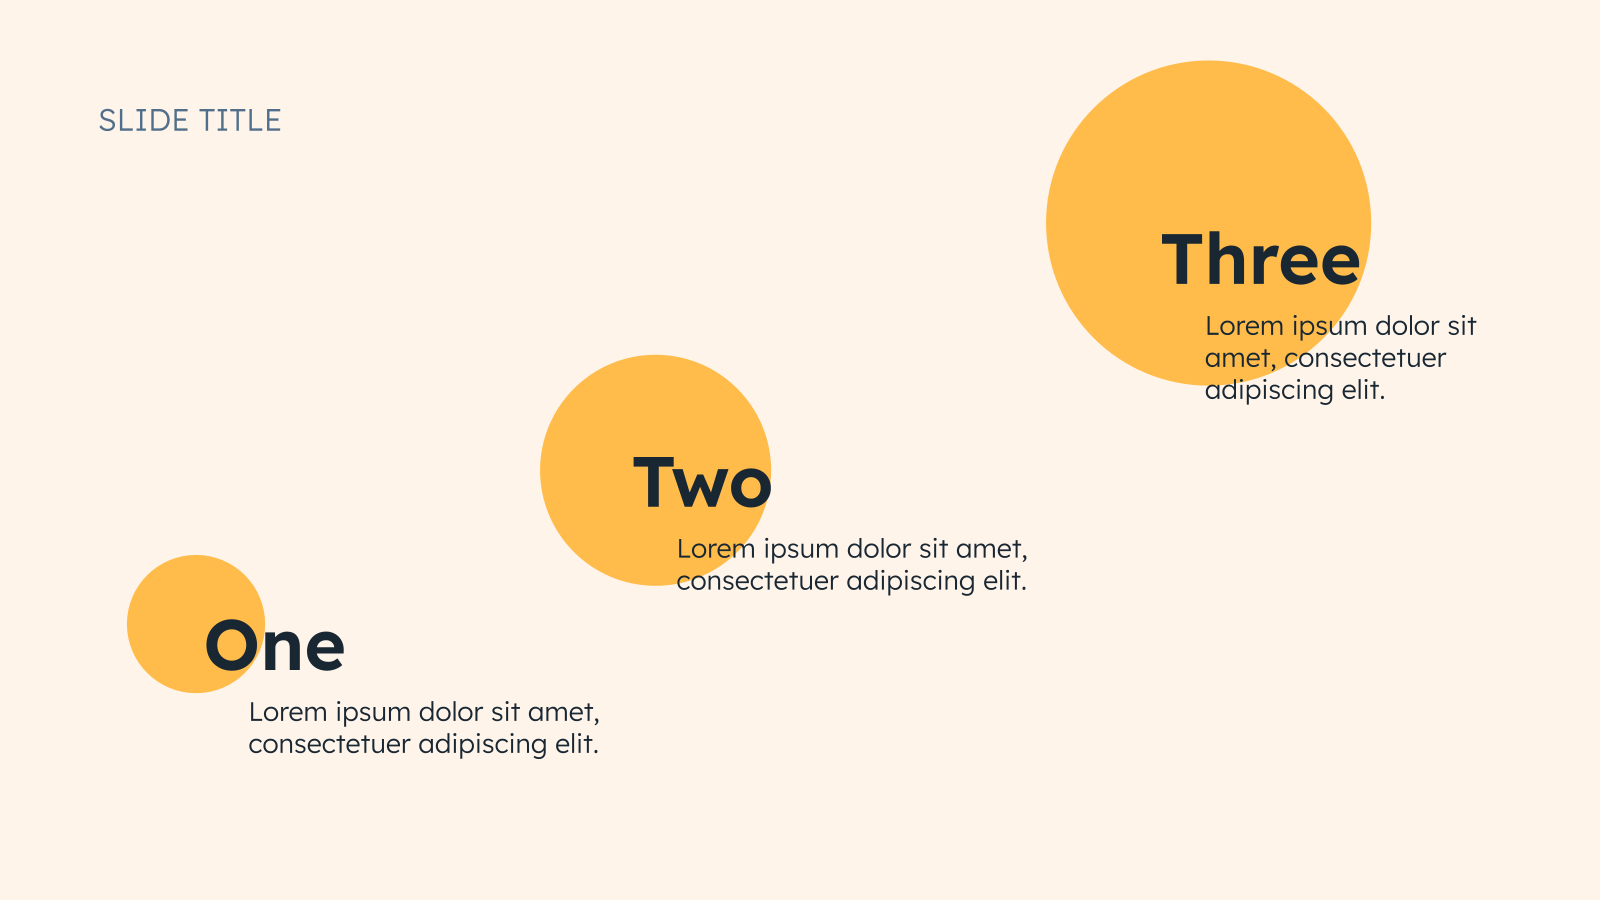 SLIDE TITLE
One
Lorem ipsum dolor sit amet,
consectetuer adipiscing elit.
Two
Lorem ipsum dolor sit amet,
consectetuer adipiscing elit.
Three
Lorem ipsum dolor sit
amet, consectetuer
adipiscing elit.